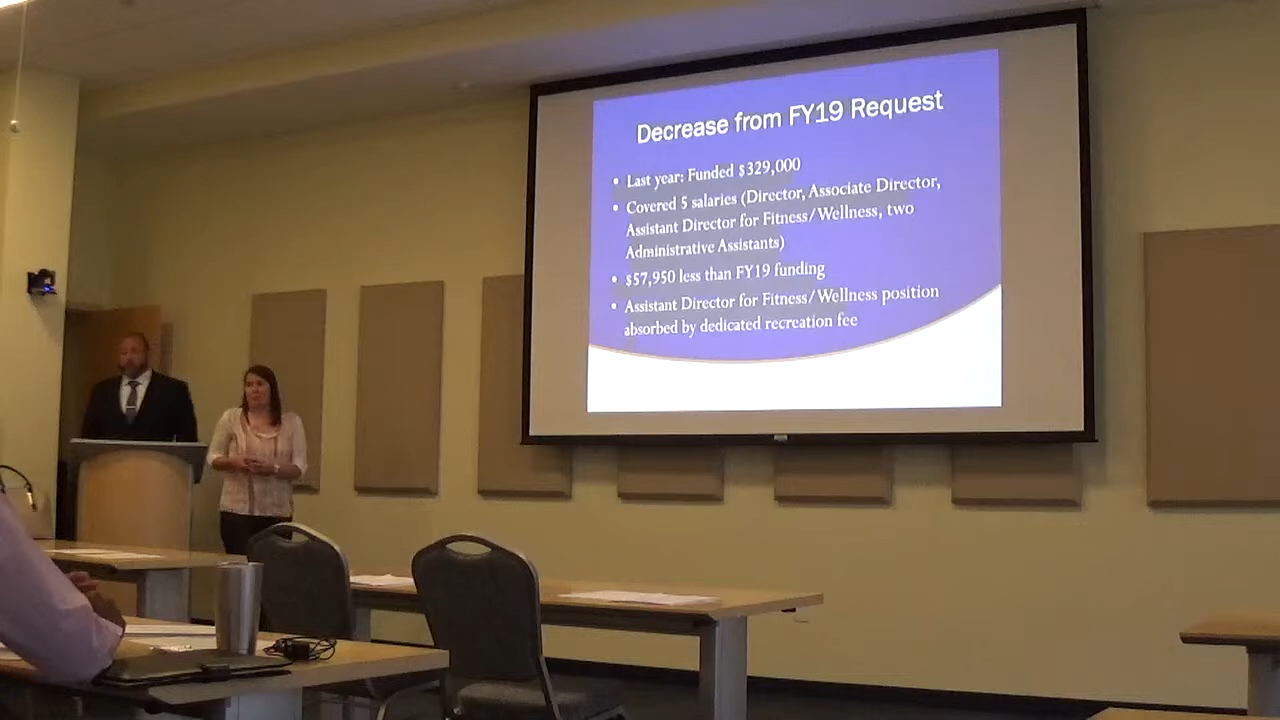 Decrease from FY19 Request
• Last year: Funded $329,000
• Covered 5 salaries (Director, Associate Director,
Assistant Director for Fitness/Wellness, two
Administrative Assistants)
• $57,950 less than FY19 funding
• Assistant Director for Fitness/Wellness position
absorbed by dedicated recreation fee